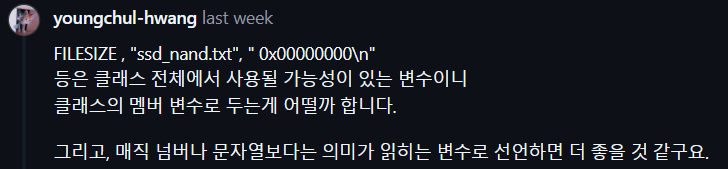 youngchul-hwang last week
FILESIZE , "ssd_nand.txt", " 0x00000000\n"
등은 클래스 전체에서 사용될 가능성이 있는 변수이니
클래스의 멤버 변수로 두는게 어떨까 합니다.
그리고, 매직 넘버나 문자열보다는 의미가 읽히는 변수로 선언하면 더 좋을 것 같구요.